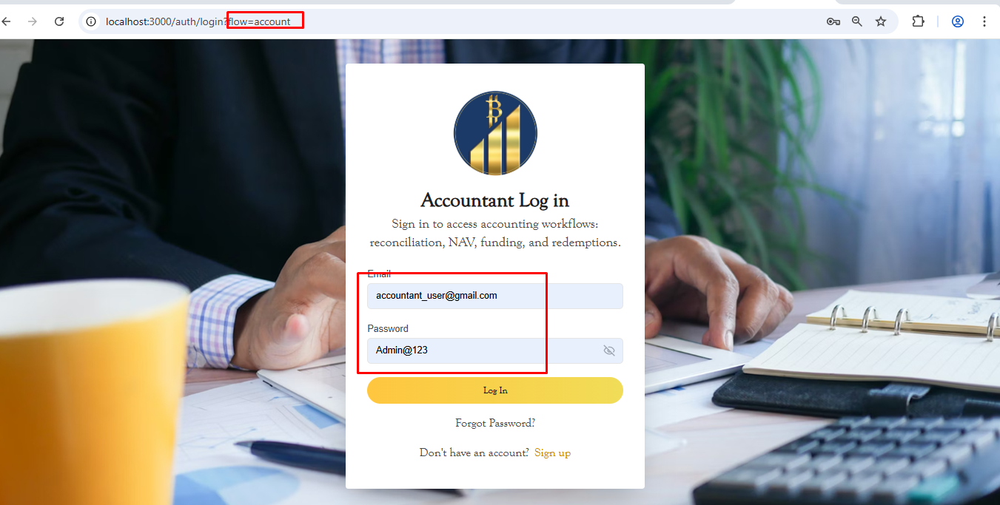 localhost:3000/auth/login?flow=account
₿
Accountant Log in
Sign in to access accounting workflows:
reconciliation, NAV, funding, and redemptions.
Email
accountant_user@gmail.com
Password
Admin@123
Log In
Forgot Password?
Don't have an account? Sign up